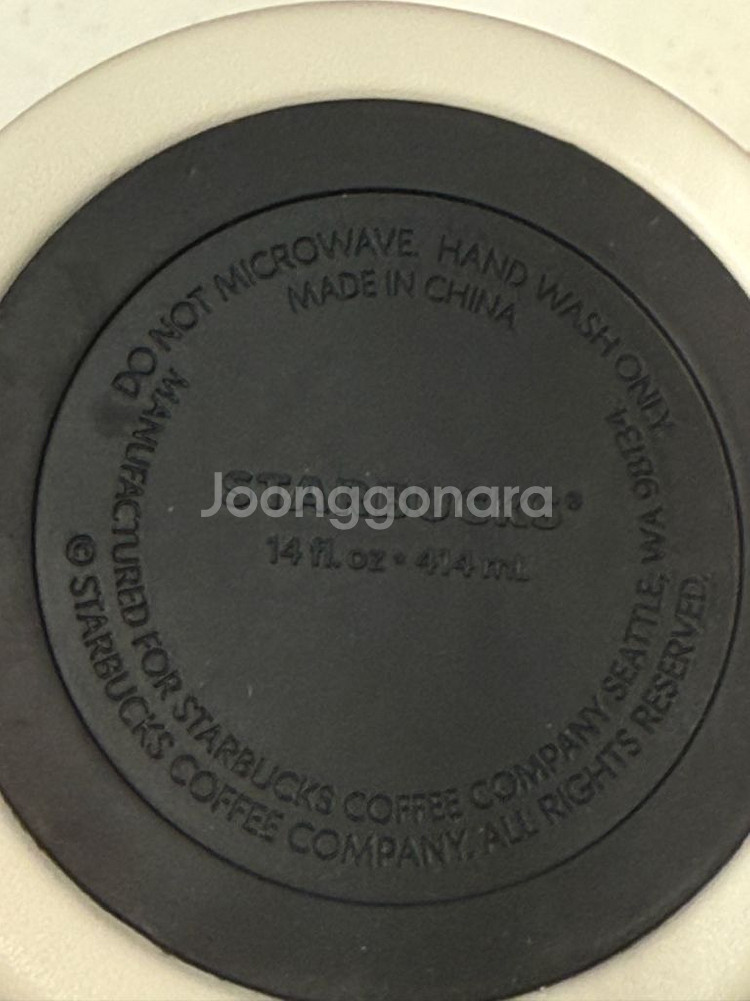 DO NOT MICROWAVE. HAND WASH ONLY.
MADE IN CHINA
STARBUCKS®
Joonggonara
14 fl. oz • 414 mL
MANUFACTURED FOR STARBUCKS COFFEE COMPANY SEATTLE, WA 98134
© STARBUCKS COFFEE COMPANY. ALL RIGHTS RESERVED.